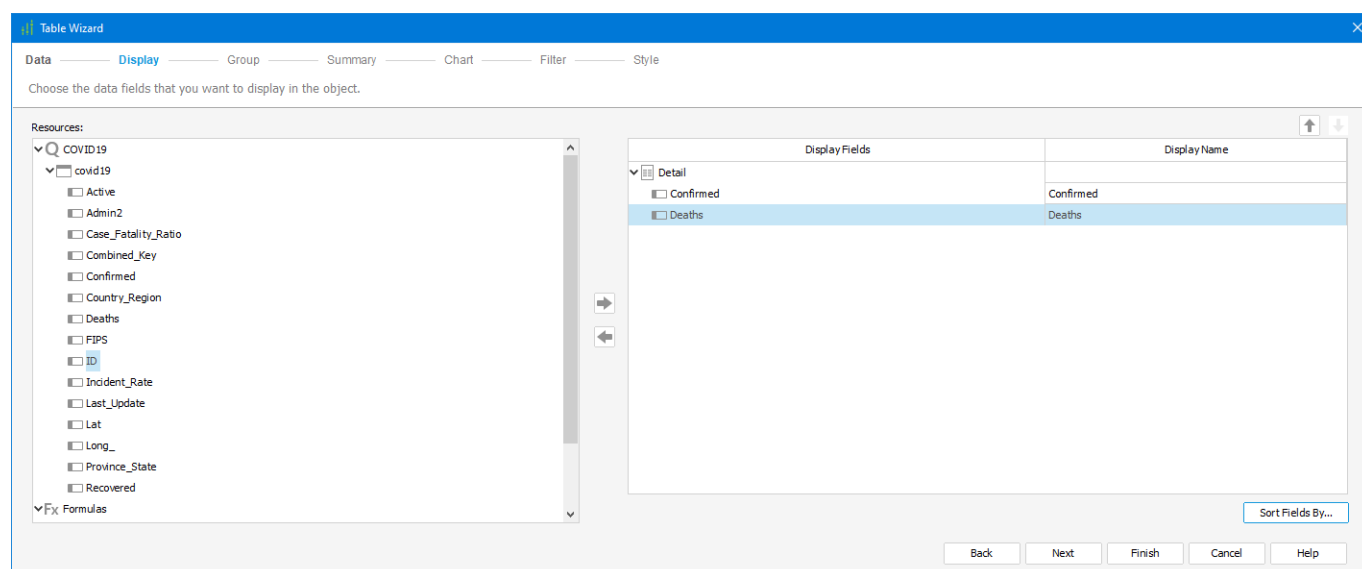 Table Wizard
Data Display Group Summary Chart Filter Style
Choose the data fields that you want to display in the object.
Resources:
COVID19
covid19
Active
Admin2
Case_Fatality_Ratio
Combined_Key
Confirmed
Country_Region
Deaths
FIPS
ID
Incident_Rate
Last_Update
Lat
Long_
Province_State
Recovered
Fx Formulas
Display Fields Display Name
Detail
Confirmed Confirmed
Deaths Deaths
Sort Fields By...
Back Next Finish Cancel Help